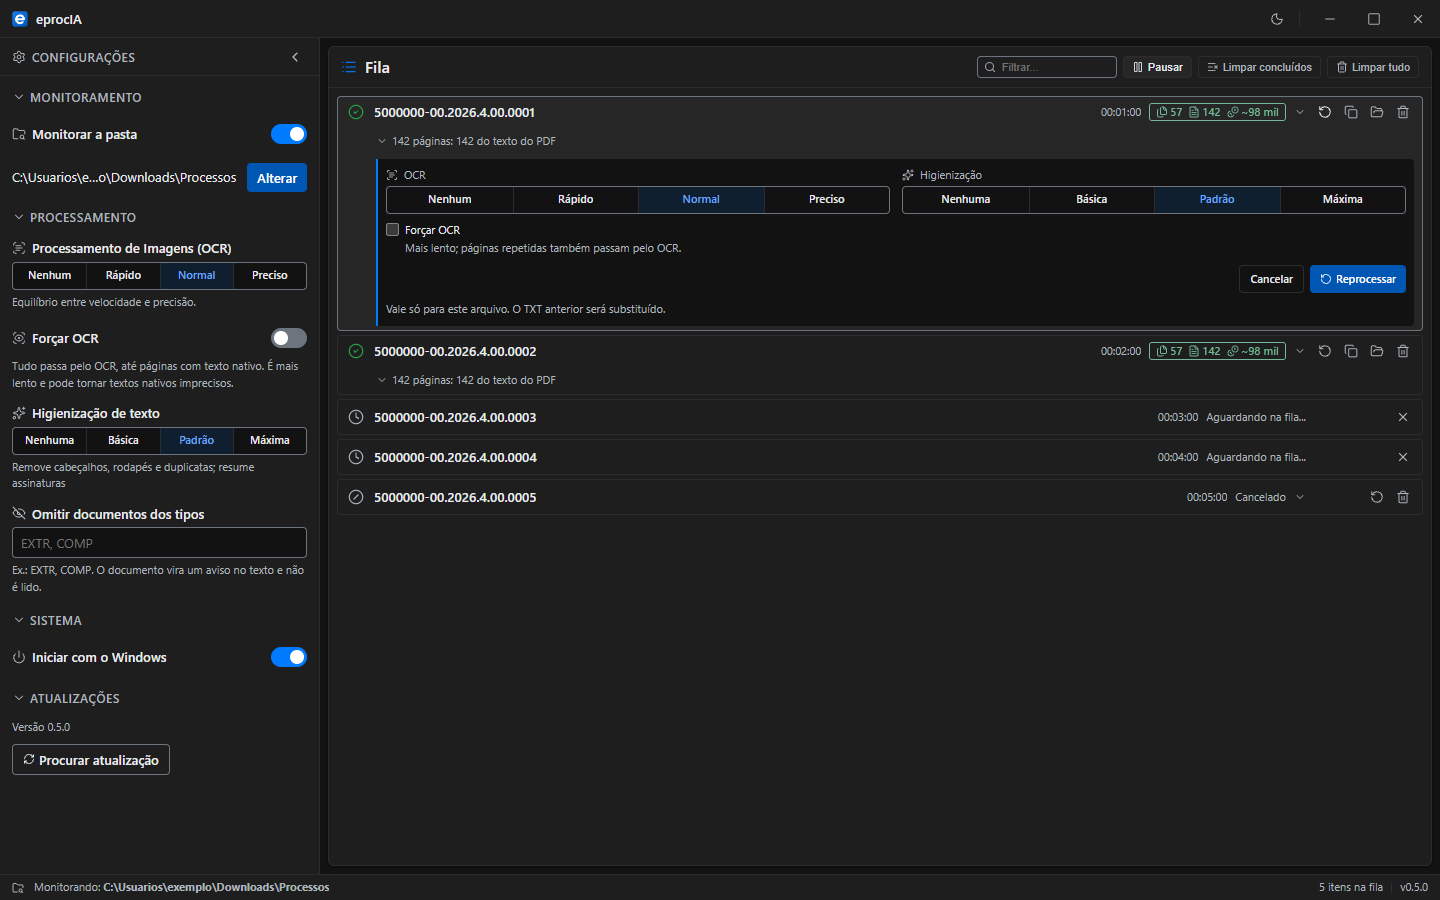 eprocIA
CONFIGURAÇÕES
MONITORAMENTO
Monitorar a pasta
C:\Usuarios\e...o\Downloads\Processos
Alterar
PROCESSAMENTO
Processamento de Imagens (OCR)
Nenhum Rápido Normal Preciso
Equilíbrio entre velocidade e precisão.
Forçar OCR
Tudo passa pelo OCR, até páginas com texto nativo. É mais
lento e pode tornar textos nativos imprecisos.
Higienização de texto
Nenhuma Básica Padrão Máxima
Remove cabeçalhos, rodapés e duplicatas; resume
assinaturas
Omitir documentos dos tipos
EXTR, COMP
Ex.: EXTR, COMP. O documento vira um aviso no texto e não
é lido.
SISTEMA
Iniciar com o Windows
ATUALIZAÇÕES
Versão 0.5.0
Procurar atualização
Fila
Filtrar...
Pausar
Limpar concluídos
Limpar tudo
5000000-00.2026.4.00.0001 00:01:00 57 142 ~98 mil
142 páginas: 142 do texto do PDF
OCR
Nenhum Rápido Normal Preciso
Higienização
Nenhuma Básica Padrão Máxima
Forçar OCR
Mais lento; páginas repetidas também passam pelo OCR.
Cancelar Reprocessar
Vale só para este arquivo. O TXT anterior será substituído.
5000000-00.2026.4.00.0002 00:02:00 57 142 ~98 mil
142 páginas: 142 do texto do PDF
5000000-00.2026.4.00.0003 00:03:00 Aguardando na fila...
5000000-00.2026.4.00.0004 00:04:00 Aguardando na fila...
5000000-00.2026.4.00.0005 00:05:00 Cancelado
Monitorando: C:\Usuarios\exemplo\Downloads\Processos
5 itens na fila v0.5.0